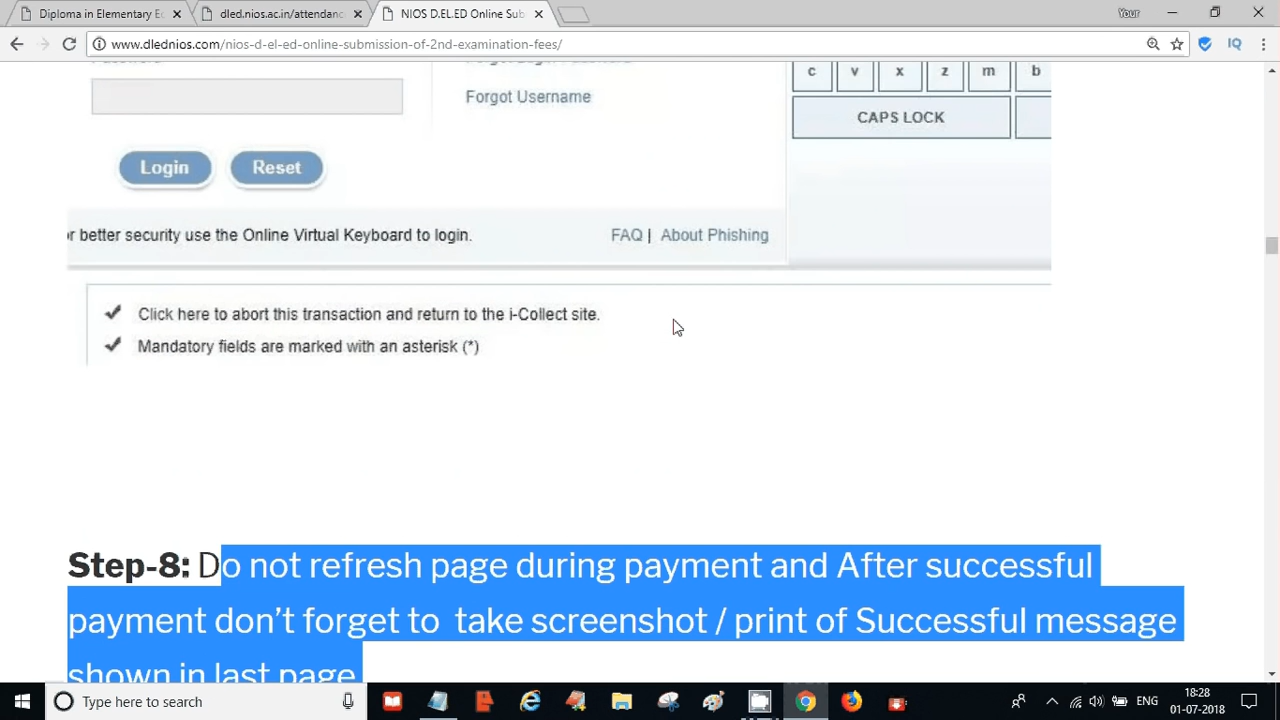 Diploma in Elementary Ed
dled.nios.ac.in/attendanc
NIOS D.EL.ED Online Sub
Your
www.dlednios.com/nios-d-el-ed-online-submission-of-2nd-examination-fees/
IQ
Forgot Username
c v x z m b
CAPS LOCK
Login
Reset
r better security use the Online Virtual Keyboard to login.
FAQ | About Phishing
Click here to abort this transaction and return to the i-Collect site.
Mandatory fields are marked with an asterisk (*)
Step-8: Do not refresh page during payment and After successful
payment don't forget to take screenshot / print of Successful message
shown in last page
Type here to search
ENG
18:28
01-07-2018